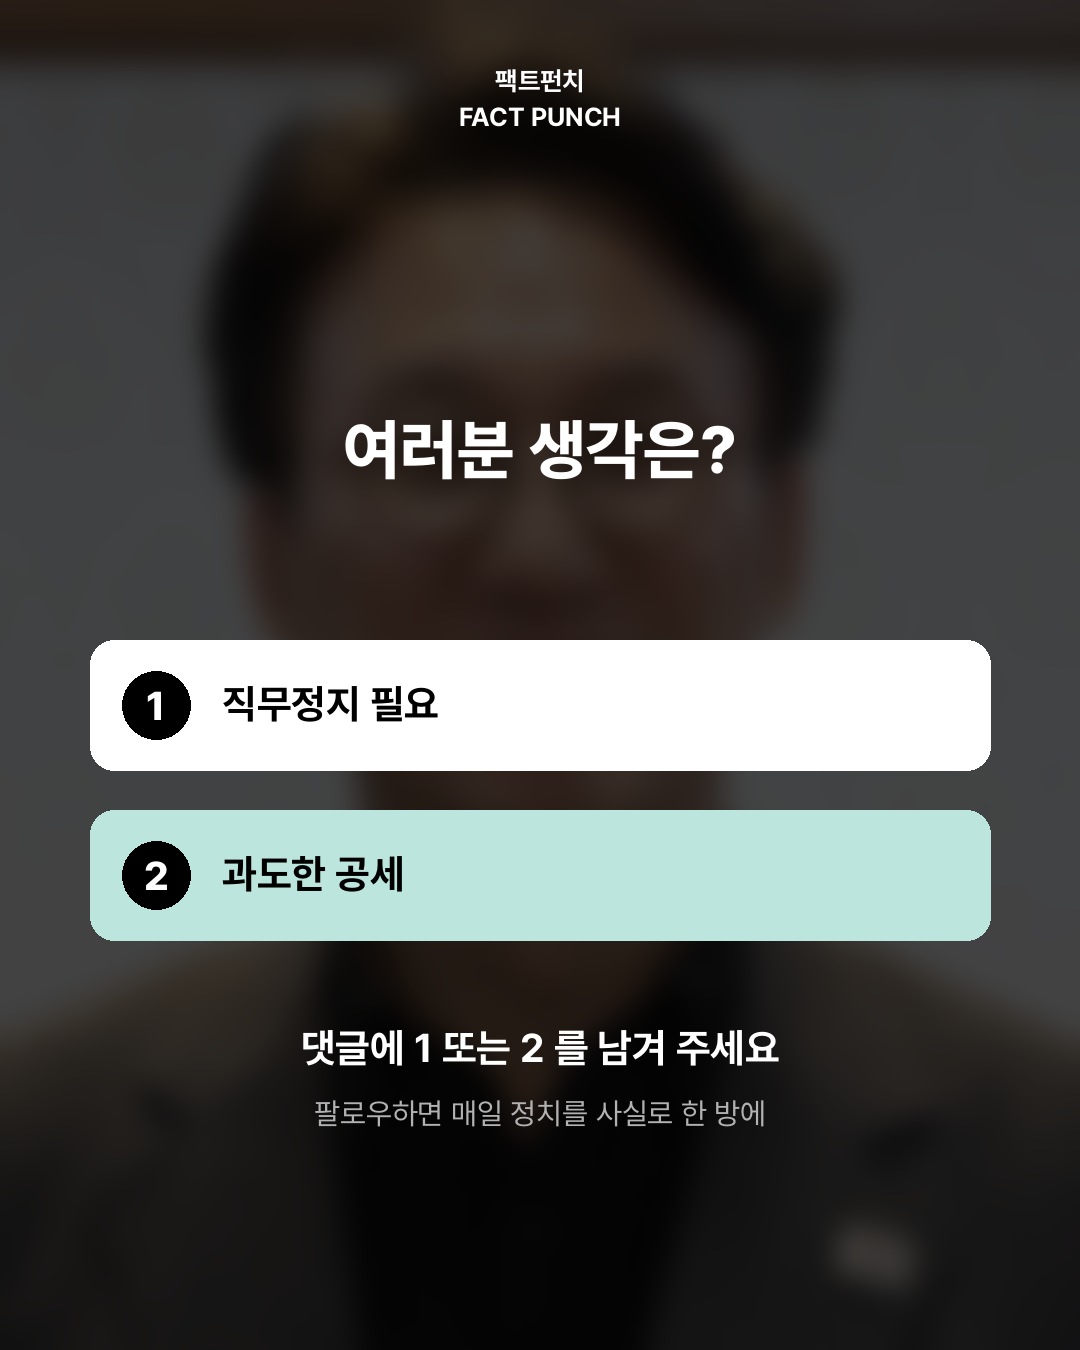 팩트펀치
FACT PUNCH
여러분 생각은?
1 직무정지 필요
2 과도한 공세
댓글에 1 또는 2 를 남겨 주세요
팔로우하면 매일 정치를 사실로 한 방에